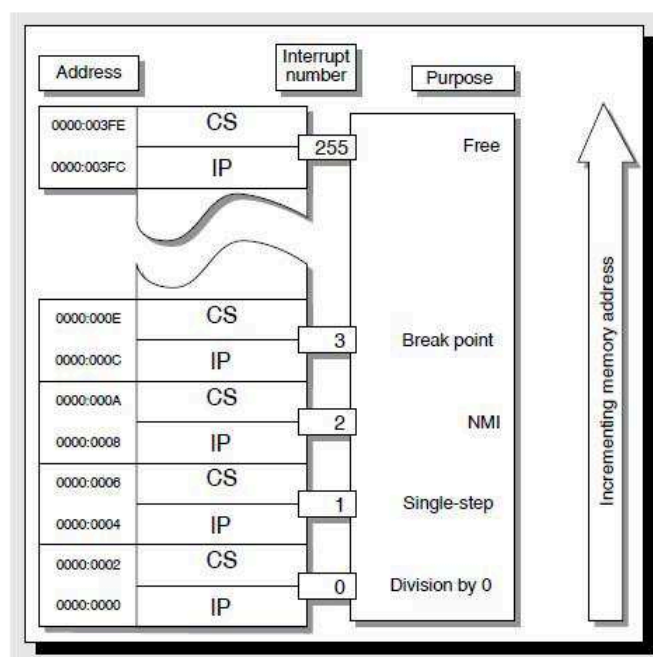 Address
Interrupt
number
Purpose
0000:003FE CS
255 Free
0000:003FC IP
0000:000E CS
3 Break point
0000:000C IP
0000:000A CS
2 NMI
0000:0008 IP
0000:0006 CS
1 Single-step
0000:0004 IP
0000:0002 CS
0 Division by 0
0000:0000 IP
Incrementing memory address